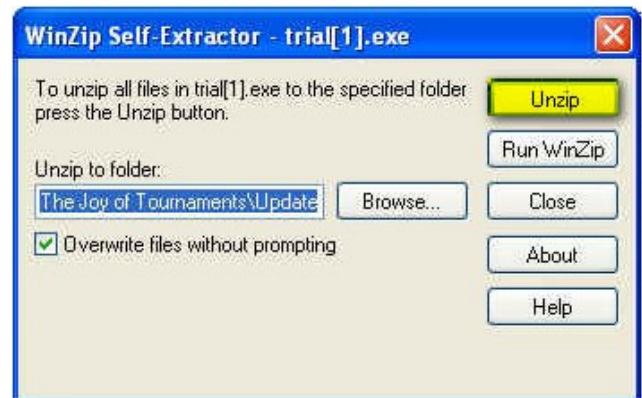 WinZip Self-Extractor - trial[1].exe
To unzip all files in trial[1].exe to the specified folder
press the Unzip button.
Unzip to folder:
The Joy of Tournaments\Update
Browse...
Overwrite files without prompting
Unzip
Run WinZip
Close
About
Help